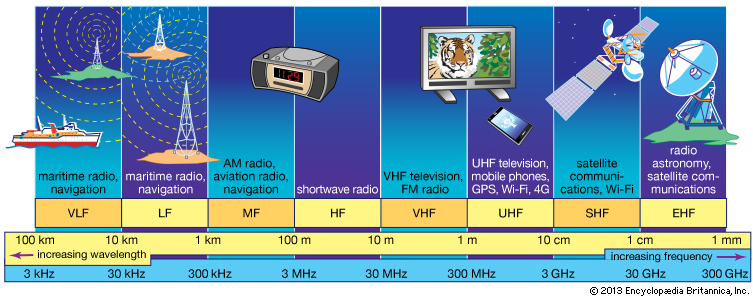 1:29
maritime radio,
navigation
maritime radio,
navigation
AM radio,
aviation radio,
navigation
shortwave radio
VHF television,
FM radio
UHF television,
mobile phones,
GPS, Wi-Fi, 4G
satellite
communi-
cations, Wi-Fi
radio
astronomy,
satellite com-
munications
VLF LF MF HF VHF UHF SHF EHF
100 km 10 km 1 km 100 m 10 m 1 m 10 cm 1 cm 1 mm
increasing wavelength increasing frequency
3 kHz 30 kHz 300 kHz 3 MHz 30 MHz 300 MHz 3 GHz 30 GHz 300 GHz
© 2013 Encyclopædia Britannica, Inc.